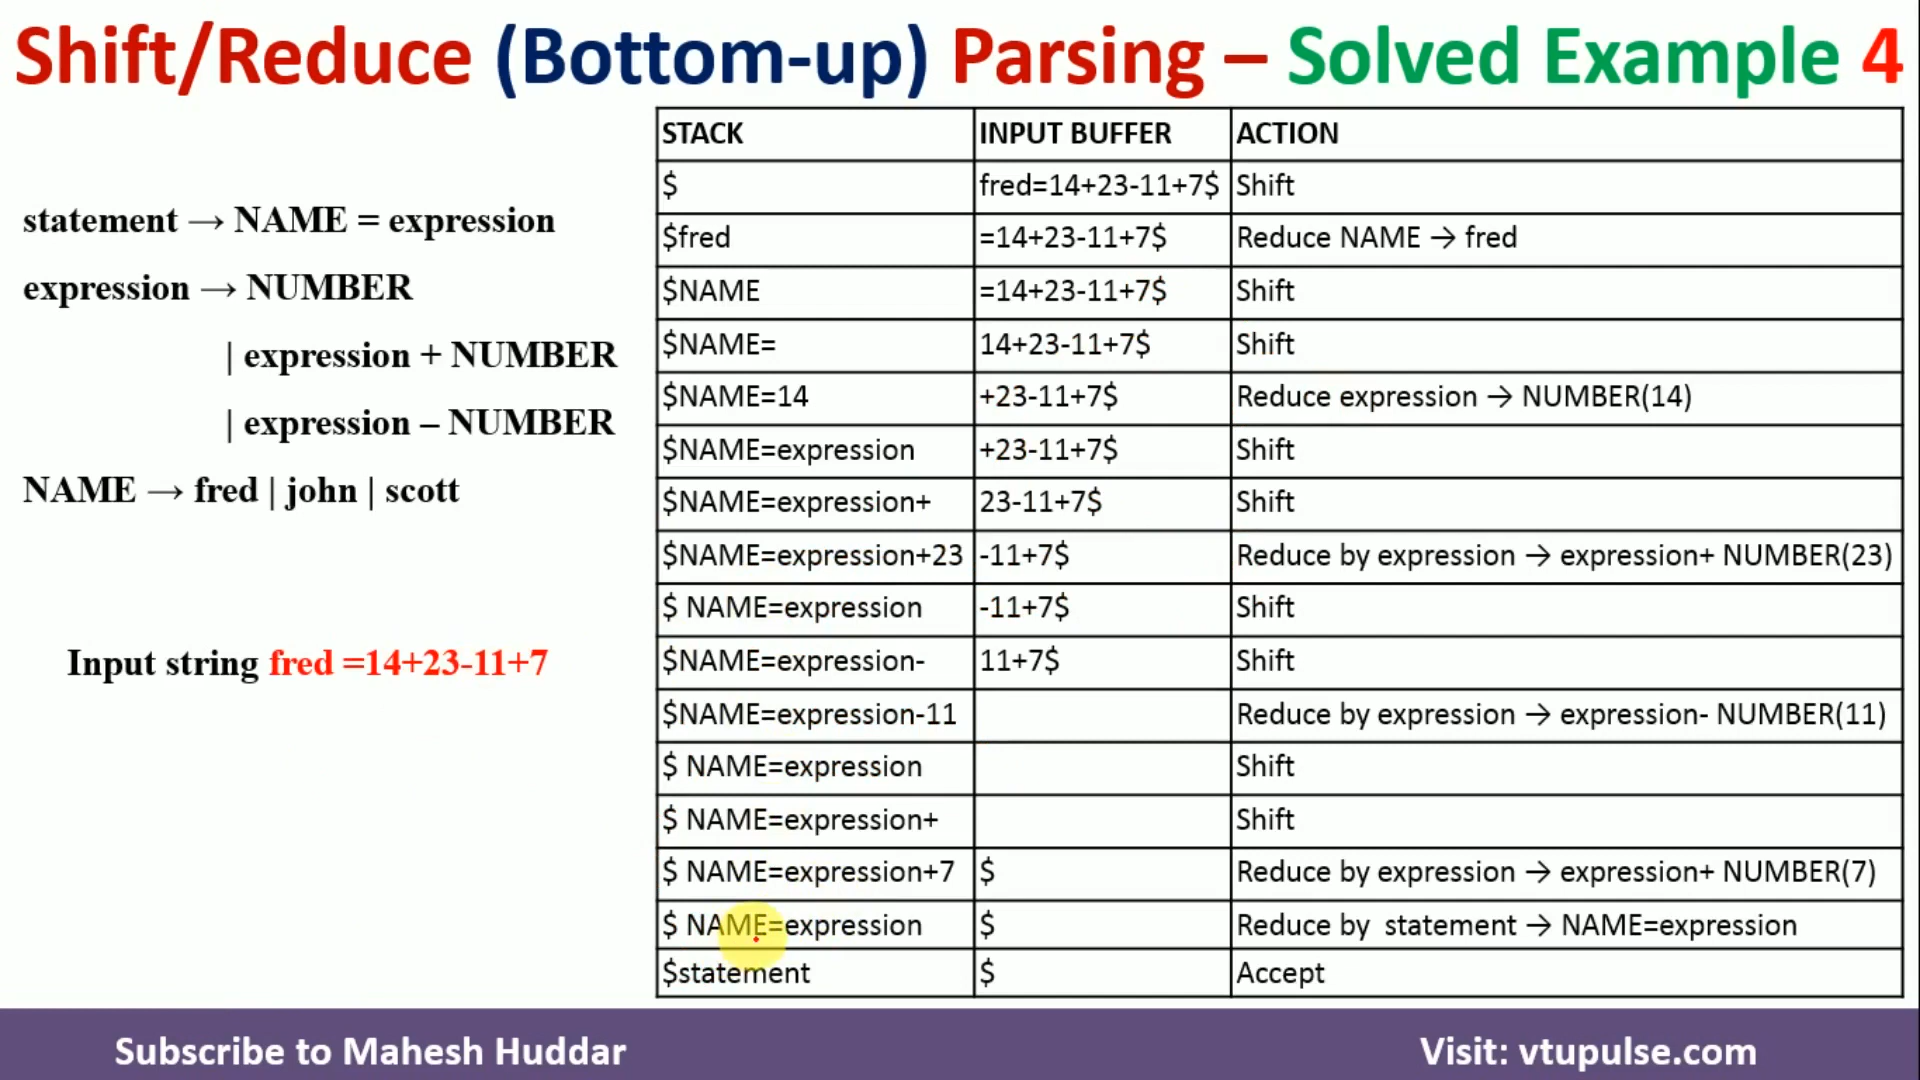 Shift/Reduce (Bottom-up) Parsing – Solved Example 4
statement → NAME = expression
expression → NUMBER
| expression + NUMBER
| expression – NUMBER
NAME → fred | john | scott
Input string fred =14+23-11+7
STACK INPUT BUFFER ACTION
$ fred=14+23-11+7$ Shift
$fred =14+23-11+7$ Reduce NAME → fred
$NAME =14+23-11+7$ Shift
$NAME= 14+23-11+7$ Shift
$NAME=14 +23-11+7$ Reduce expression → NUMBER(14)
$NAME=expression +23-11+7$ Shift
$NAME=expression+ 23-11+7$ Shift
$NAME=expression+23 -11+7$ Reduce by expression → expression+ NUMBER(23)
$ NAME=expression -11+7$ Shift
$NAME=expression- 11+7$ Shift
$NAME=expression-11 Reduce by expression → expression- NUMBER(11)
$ NAME=expression Shift
$ NAME=expression+ Shift
$ NAME=expression+7 $ Reduce by expression → expression+ NUMBER(7)
$ NAME=expression $ Reduce by statement → NAME=expression
$statement $ Accept
Subscribe to Mahesh Huddar
Visit: vtupulse.com